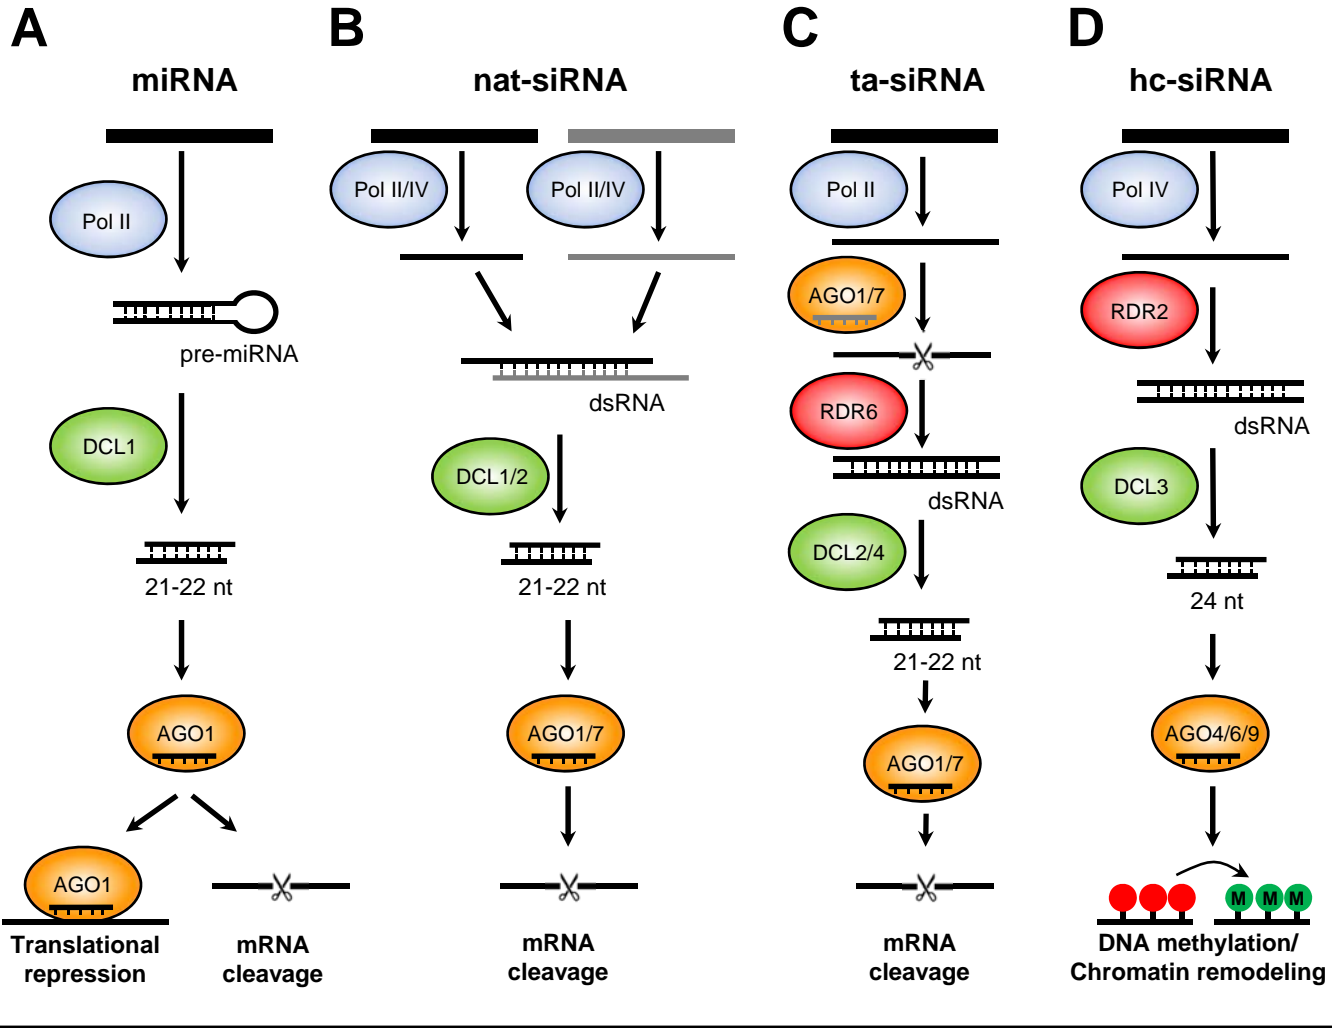 A
miRNA
Pol II
pre-miRNA
DCL1
21-22 nt
AGO1
AGO1
Translational
repression
mRNA
cleavage
B
nat-siRNA
Pol II/IV
Pol II/IV
dsRNA
DCL1/2
21-22 nt
AGO1/7
mRNA
cleavage
C
ta-siRNA
Pol II
AGO1/7
RDR6
dsRNA
DCL2/4
21-22 nt
AGO1/7
mRNA
cleavage
D
hc-siRNA
Pol IV
RDR2
dsRNA
DCL3
24 nt
AGO4/6/9
M M M
DNA methylation/
Chromatin remodeling